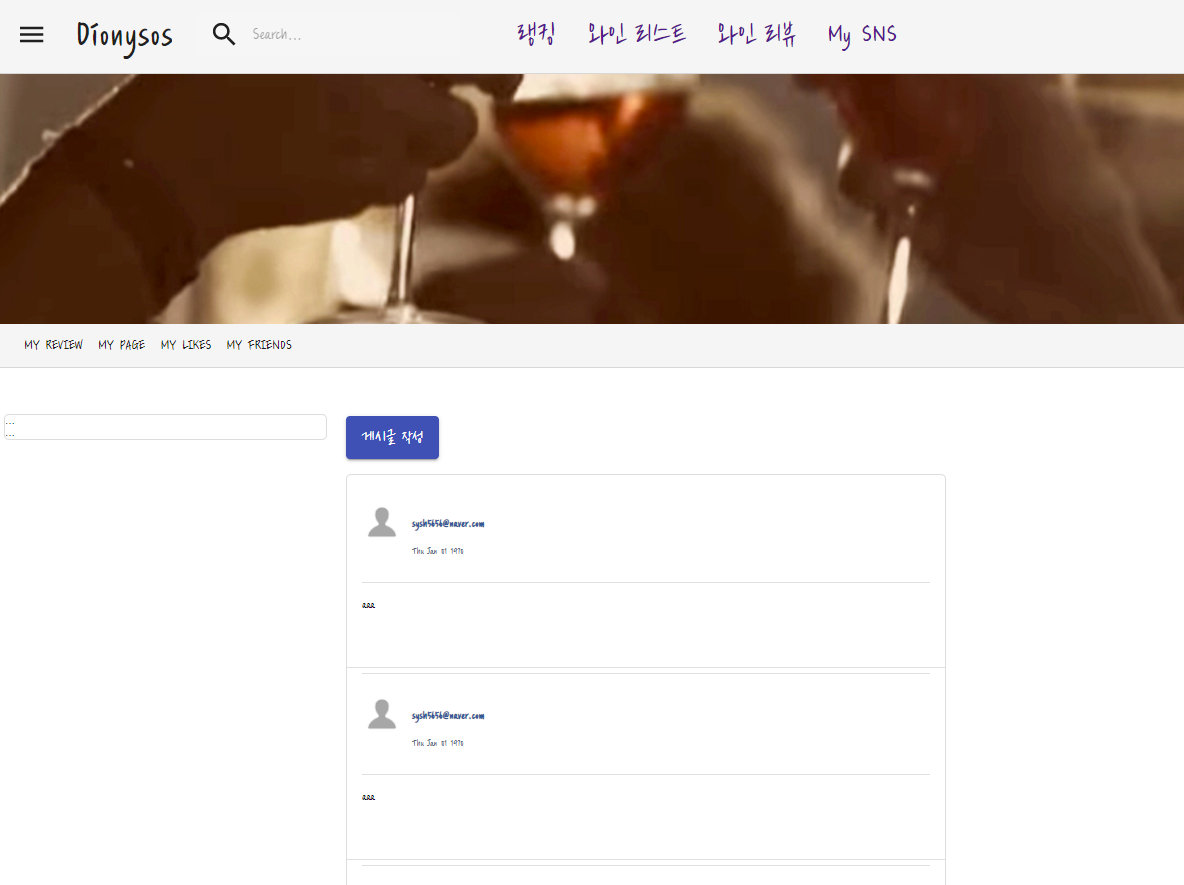 Dionysos Search... 랭킹 와인 리스트 와인 리뷰 My SNS
MY REVIEW MY PAGE MY LIKES MY FRIENDS
...
...
게시글 작성
sysh5656@naver.com
Thu Jan 01 1970
aaa
sysh5656@naver.com
Thu Jan 01 1970
aaa